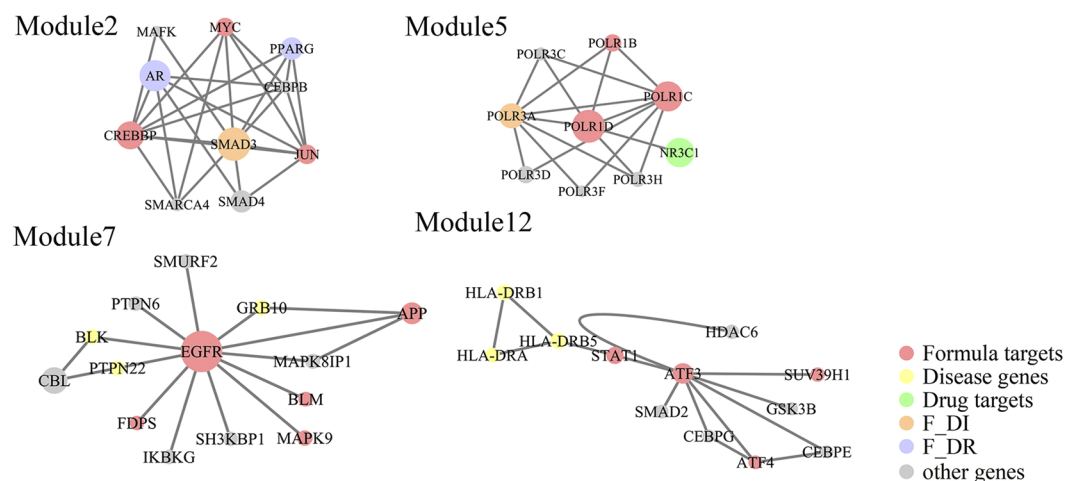 Module2
MAFK
MYC
PPARG
AR
CEBPB
CREBBP
SMAD3
JUN
SMARCA4
SMAD4
Module5
POLR3C
POLR1B
POLR1C
POLR3A
POLR1D
NR3C1
POLR3D
POLR3F
POLR3H
Module7
SMURF2
PTPN6
GRB10
APP
BLK
EGFR
PTPN22
MAPK8IP1
CBL
BLM
FDPS
SH3KBP1
MAPK9
IKBKG
Module12
HLA-DRB1
HDAC6
HLA-DRB5
HLA-DRA
STAT1
ATF3
SUV39H1
SMAD2
GSK3B
CEBPG
CEBPE
ATF4
Formula targets
Disease genes
Drug targets
F_DI
F_DR
other genes